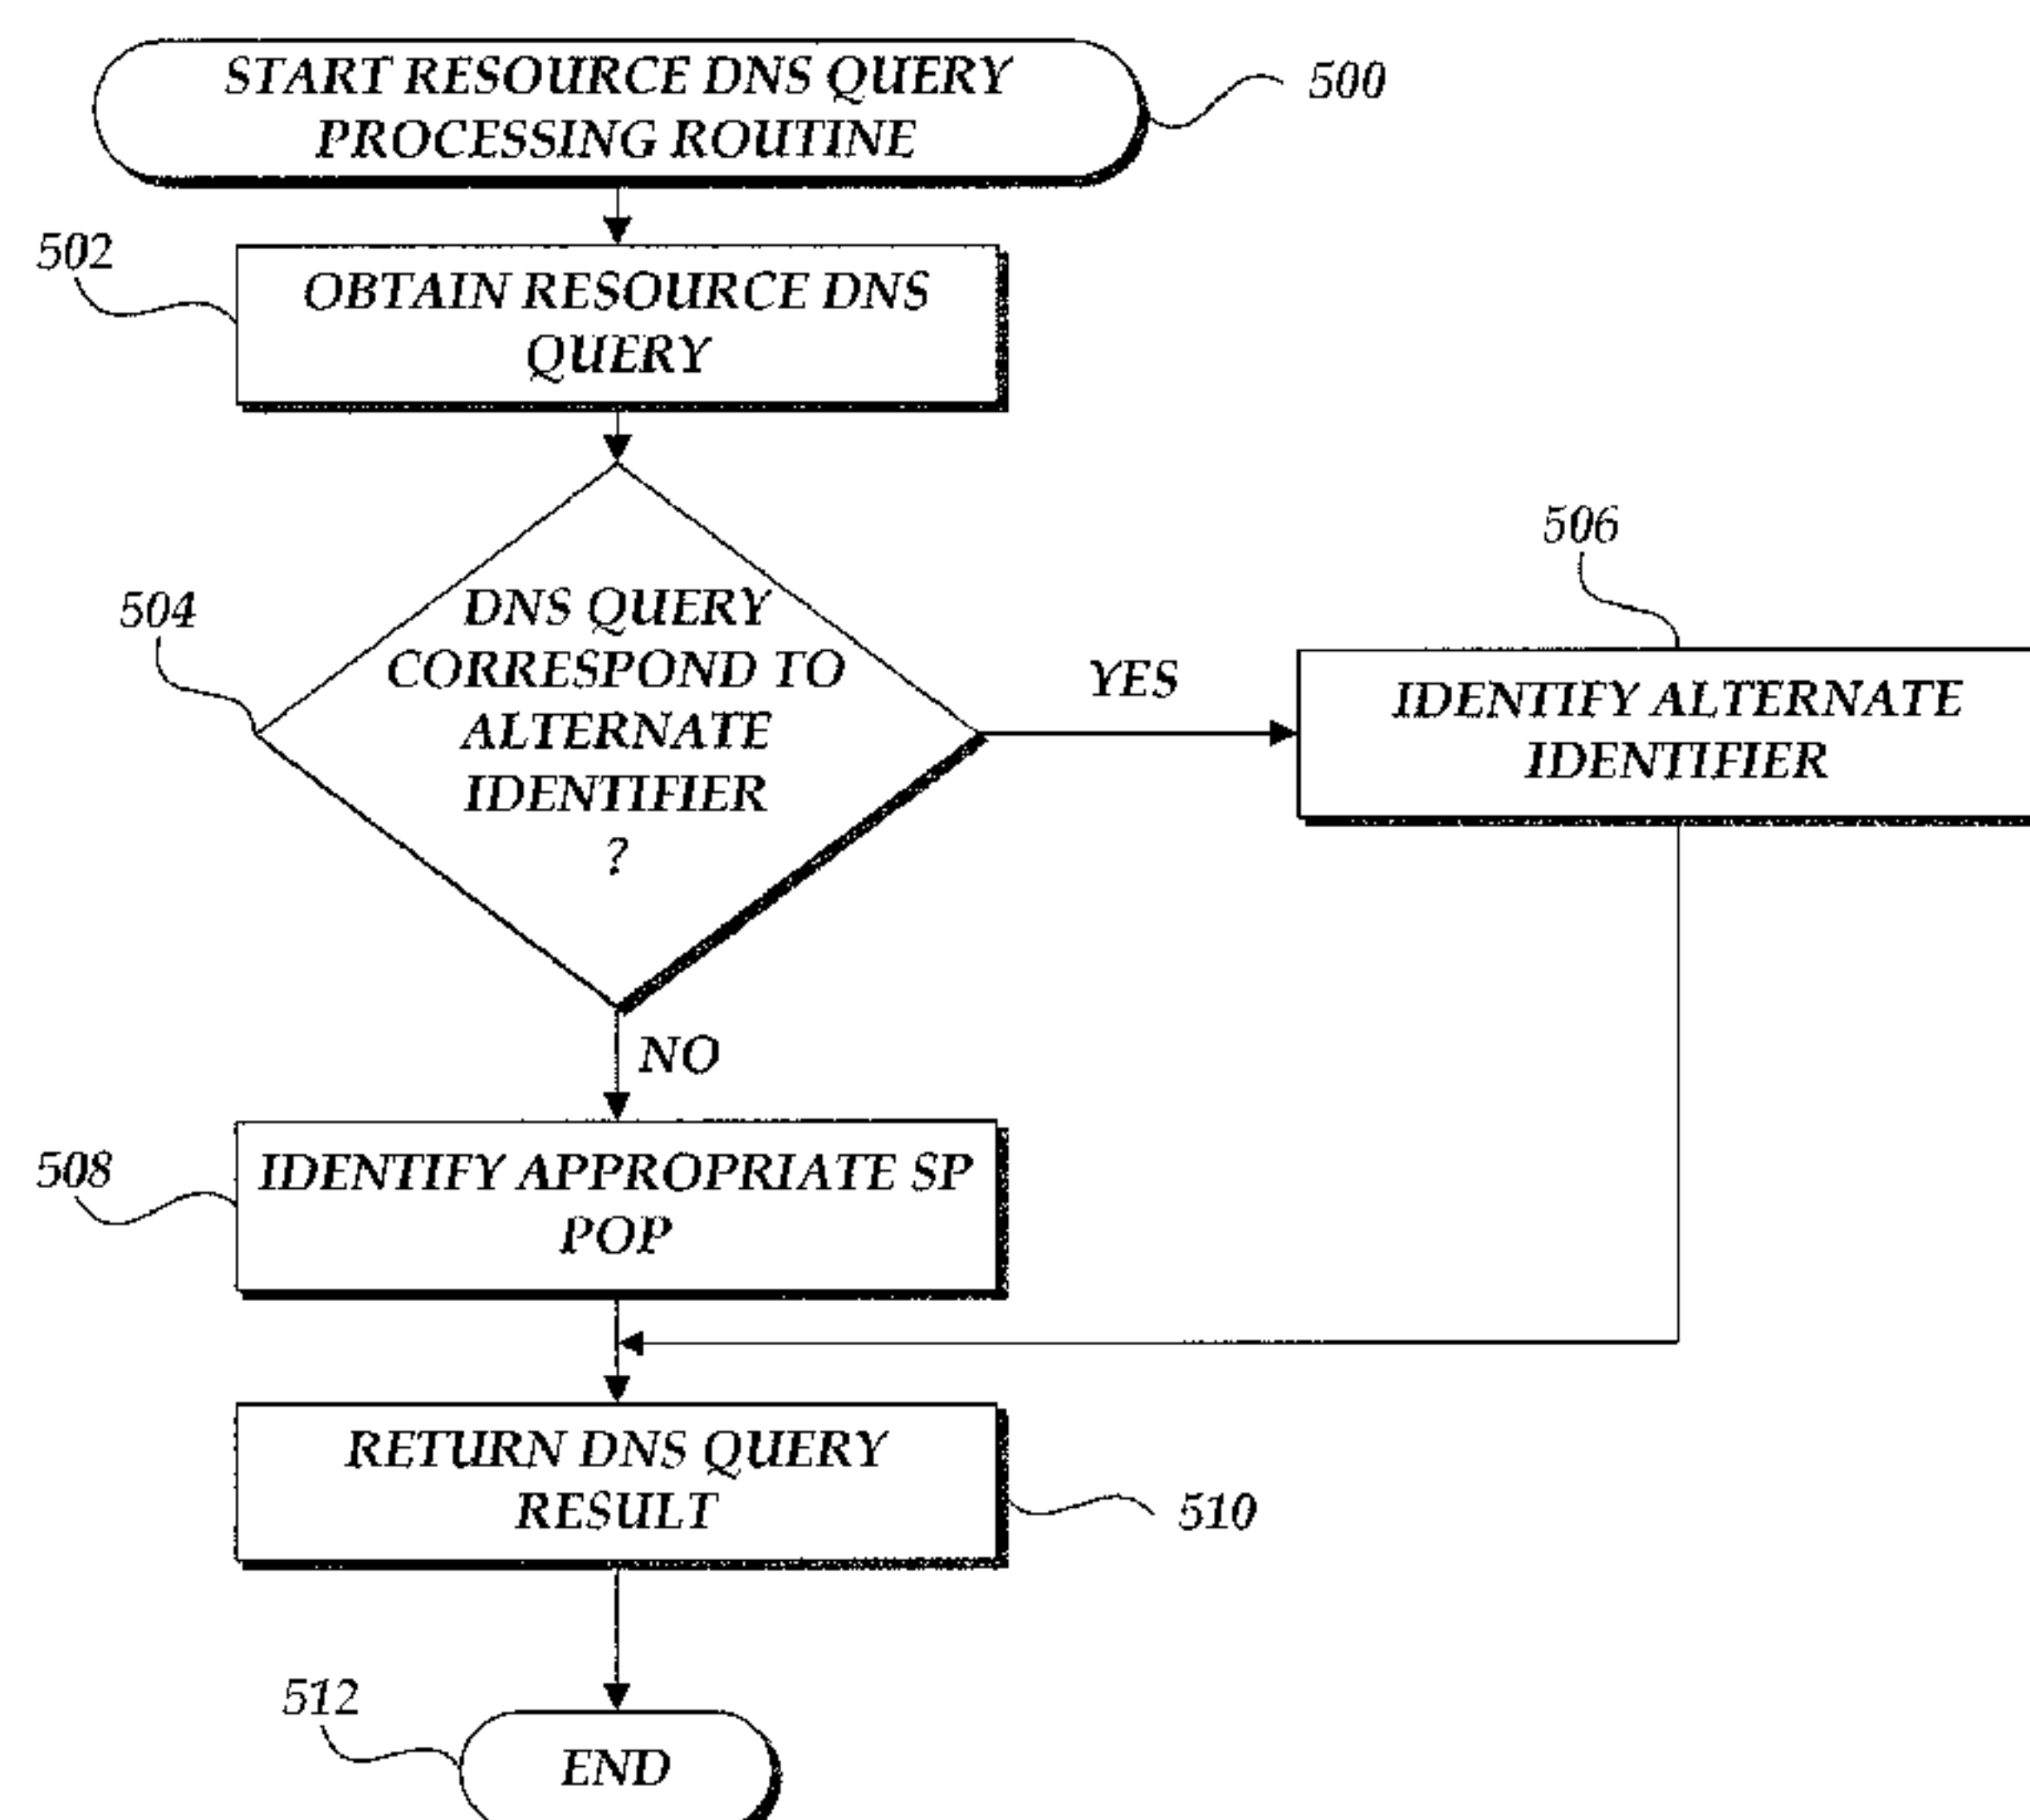 START RESOURCE DNS QUERY
PROCESSING ROUTINE
500
502
OBTAIN RESOURCE DNS
QUERY
504
DNS QUERY
CORRESPOND TO
ALTERNATE
IDENTIFIER
?
YES
506
IDENTIFY ALTERNATE
IDENTIFIER
NO
508
IDENTIFY APPROPRIATE SP
POP
RETURN DNS QUERY
RESULT
510
512
END